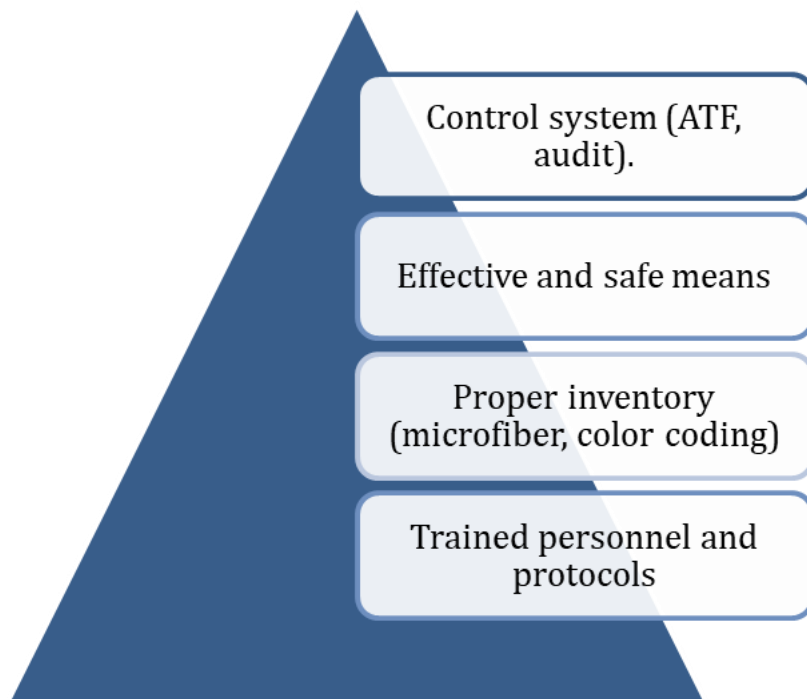 Control system (ATF,
audit).
Effective and safe means
Proper inventory
(microfiber, color coding)
Trained personnel and
protocols